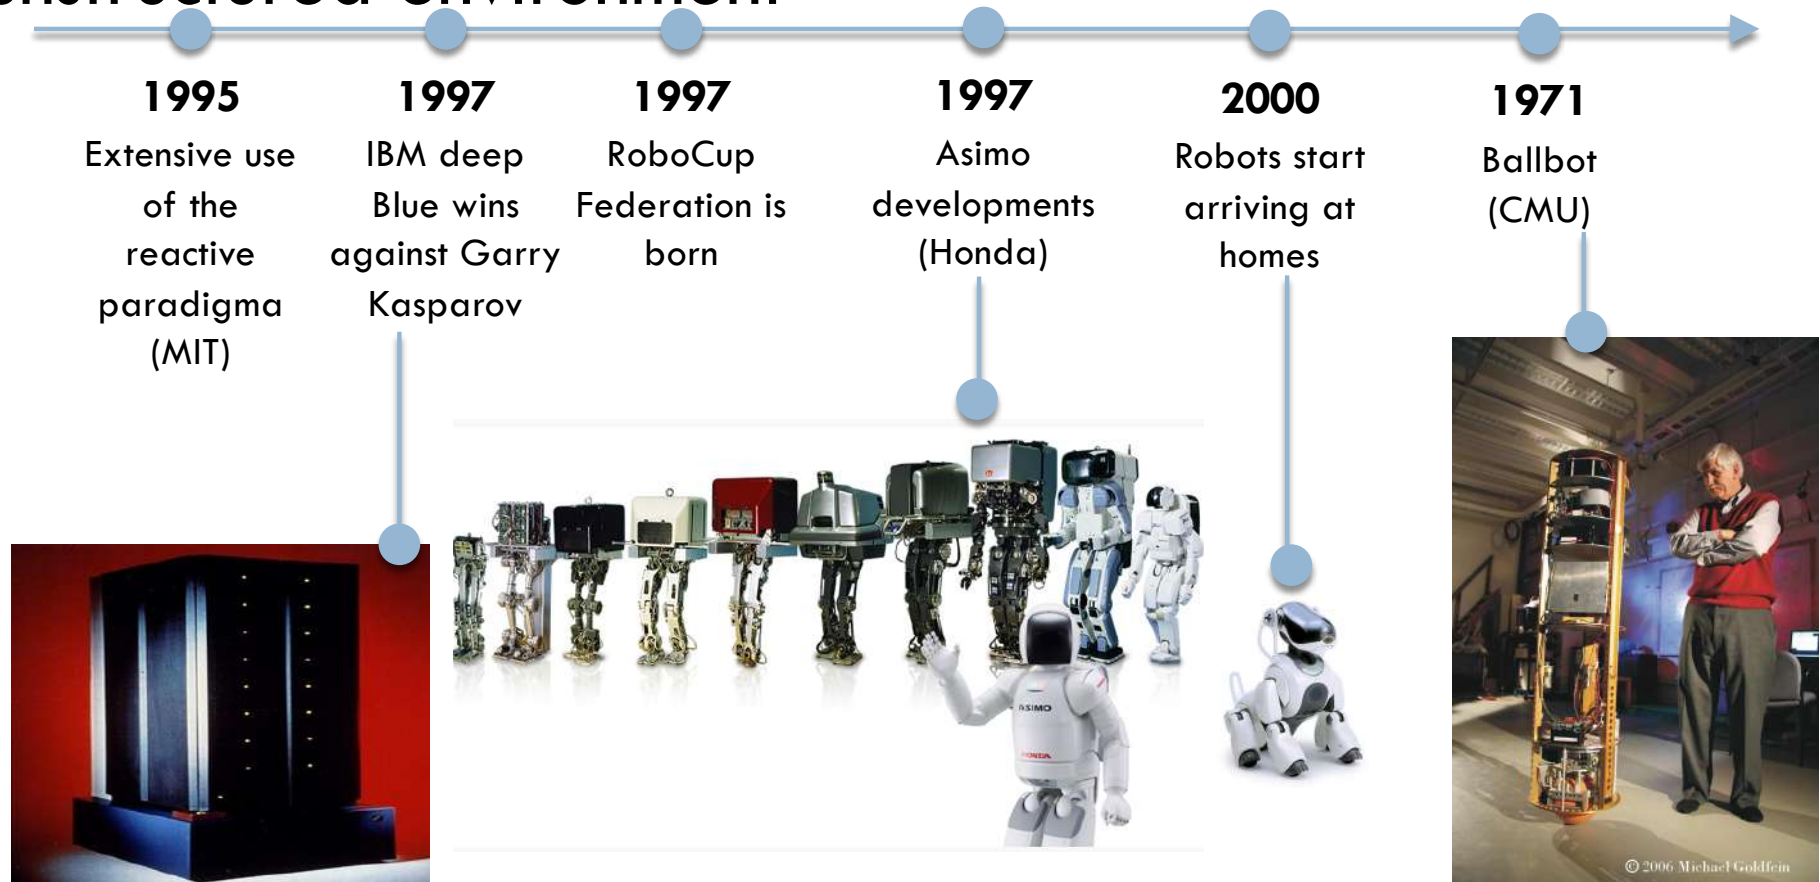 environment
1995
Extensive use
of the
reactive
paradigma
(MIT)
1997
IBM deep
Blue wins
against Garry
Kasparov
1997
RoboCup
Federation is
born
1997
Asimo
developments
(Honda)
2000
Robots start
arriving at
homes
1971
Ballbot
(CMU)
ASIMO
HONDA
© 2006 Michael Goldfein